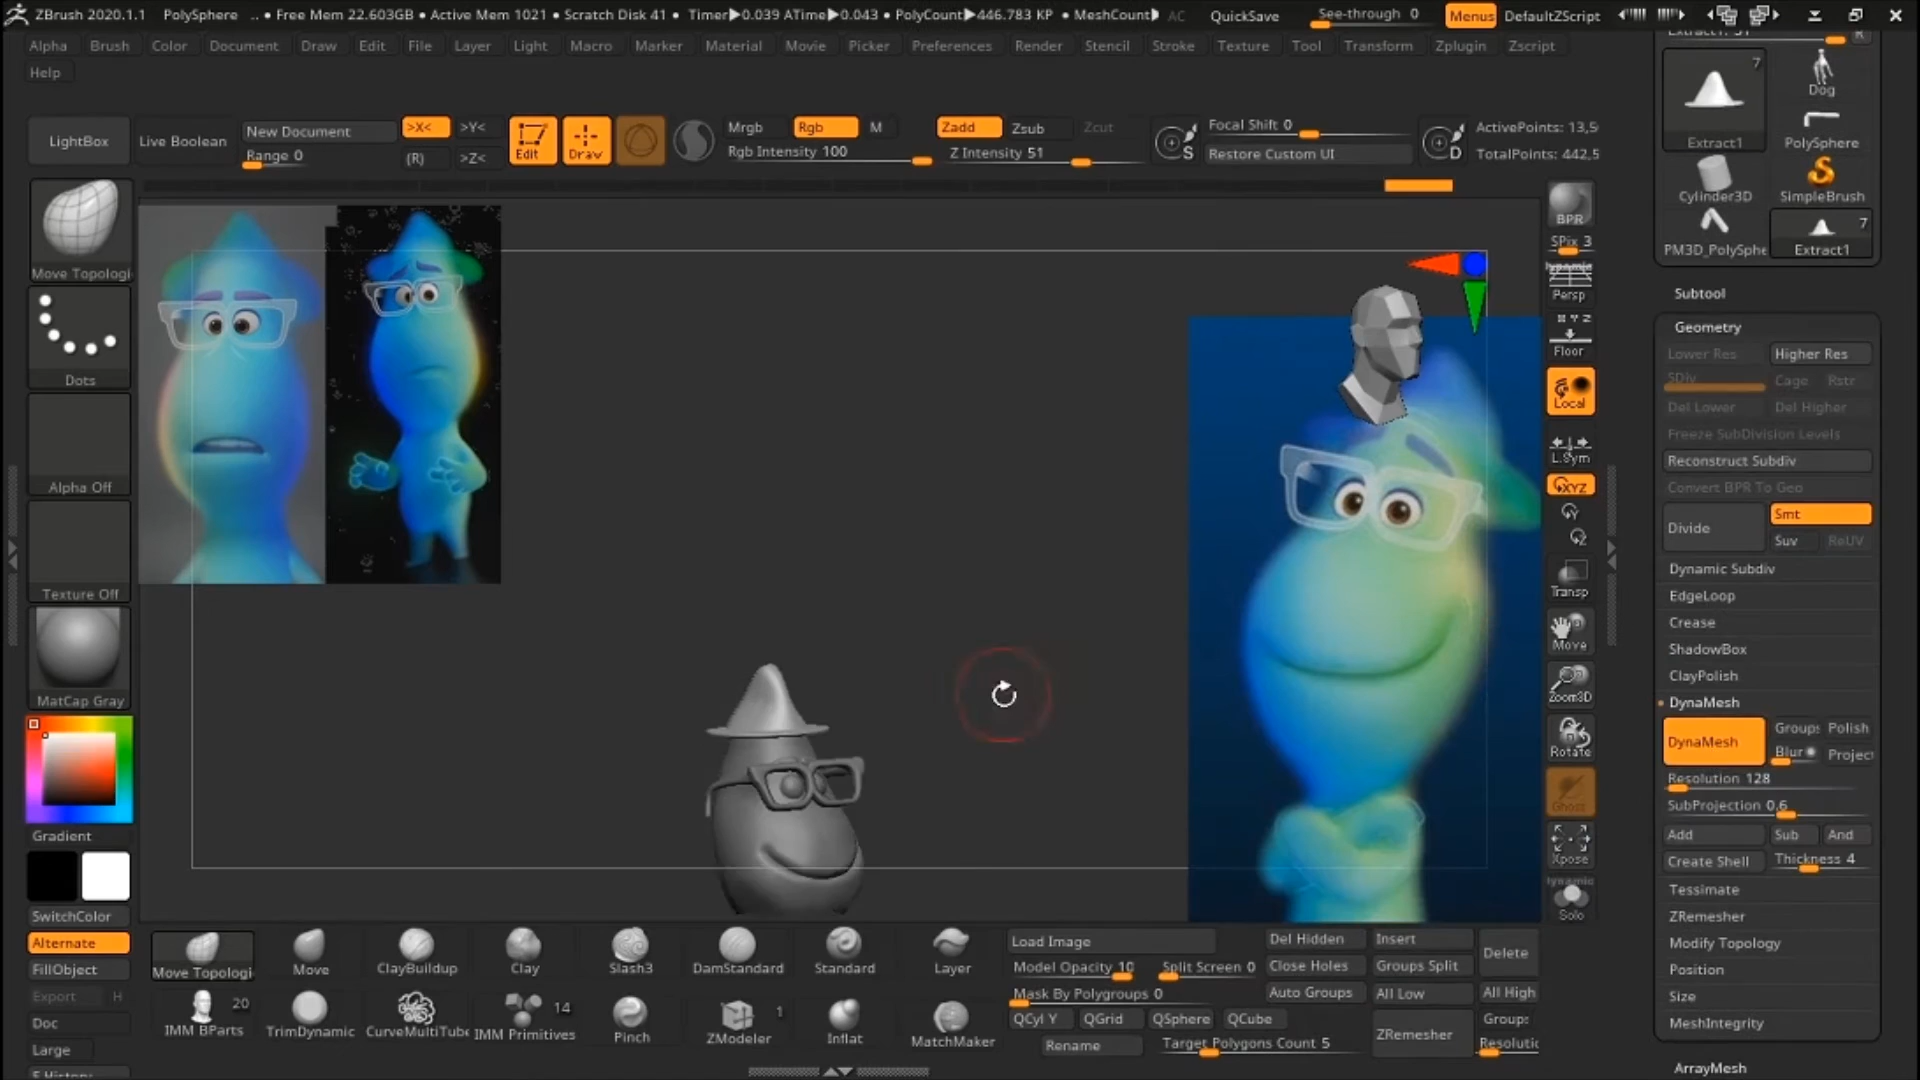 ZBrush 2020.1.1 PolySphere .. • Free Mem 22.603GB • Active Mem 1021 • Scratch Disk 41 • Timer▶0.039 ATime▶0.043 • PolyCount▶446.783 KP • MeshCount▶ AC QuickSave See-through 0 Menus DefaultZScript
Alpha Brush Color Document Draw Edit File Layer Light Macro Marker Material Movie Picker Preferences Render Stencil Stroke Texture Tool Transform Zplugin Zscript
Help
LightBox Live Boolean New Document
Range 0
>X< >Y<
(R) >Z<
Edit Draw
Mrgb Rgb M
Rgb Intensity 100
Zadd Zsub Zcut
Z Intensity 51
S
Focal Shift 0
Restore Custom UI
D
ActivePoints: 13,5
TotalPoints: 442,5
Move Topologi
Dots
Alpha Off
Texture Off
MatCap Gray
Gradient
SwitchColor
Alternate
FillObject
Export H
Doc
Large
BPR
SPix 3
Dynamic
Persp
X Y Z
Floor
Local
L.Sym
XYZ
Y
Z
Transp
Move
Zoom3D
Rotate
Ghost
Xpose
Dynamic
Solo
R
7
Extract1
Dog
PolySphere
Cylinder3D SimpleBrush
PM3D_PolySphe
7
Extract1
Subtool
Geometry
Lower Res Higher Res
SDiv Cage Rstr
Del Lower Del Higher
Freeze SubDivision Levels
Reconstruct Subdiv
Convert BPR To Geo
Divide Smt
Suv ReUV
Dynamic Subdiv
EdgeLoop
Crease
ShadowBox
ClayPolish
DynaMesh
DynaMesh Groups Polish
Blur Projec
Resolution 128
SubProjection 0.6
Add Sub And
Create Shell Thickness 4
Tessimate
ZRemesher
Modify Topology
Position
Size
MeshIntegrity
ArrayMesh
Move Topologi Move ClayBuildup Clay Slash3 DamStandard Standard Layer
20 14 1
IMM BParts TrimDynamic CurveMultiTube IMM Primitives Pinch ZModeler Inflat MatchMaker
Load Image
Model Opacity 10 Split Screen 0
Mask By Polygroups 0
QCyl Y QGrid QSphere QCube
Rename Target Polygons Count 5
Del Hidden Insert Delete
Close Holes Groups Split
Auto Groups All Low All High
ZRemesher Groups
Resolutic